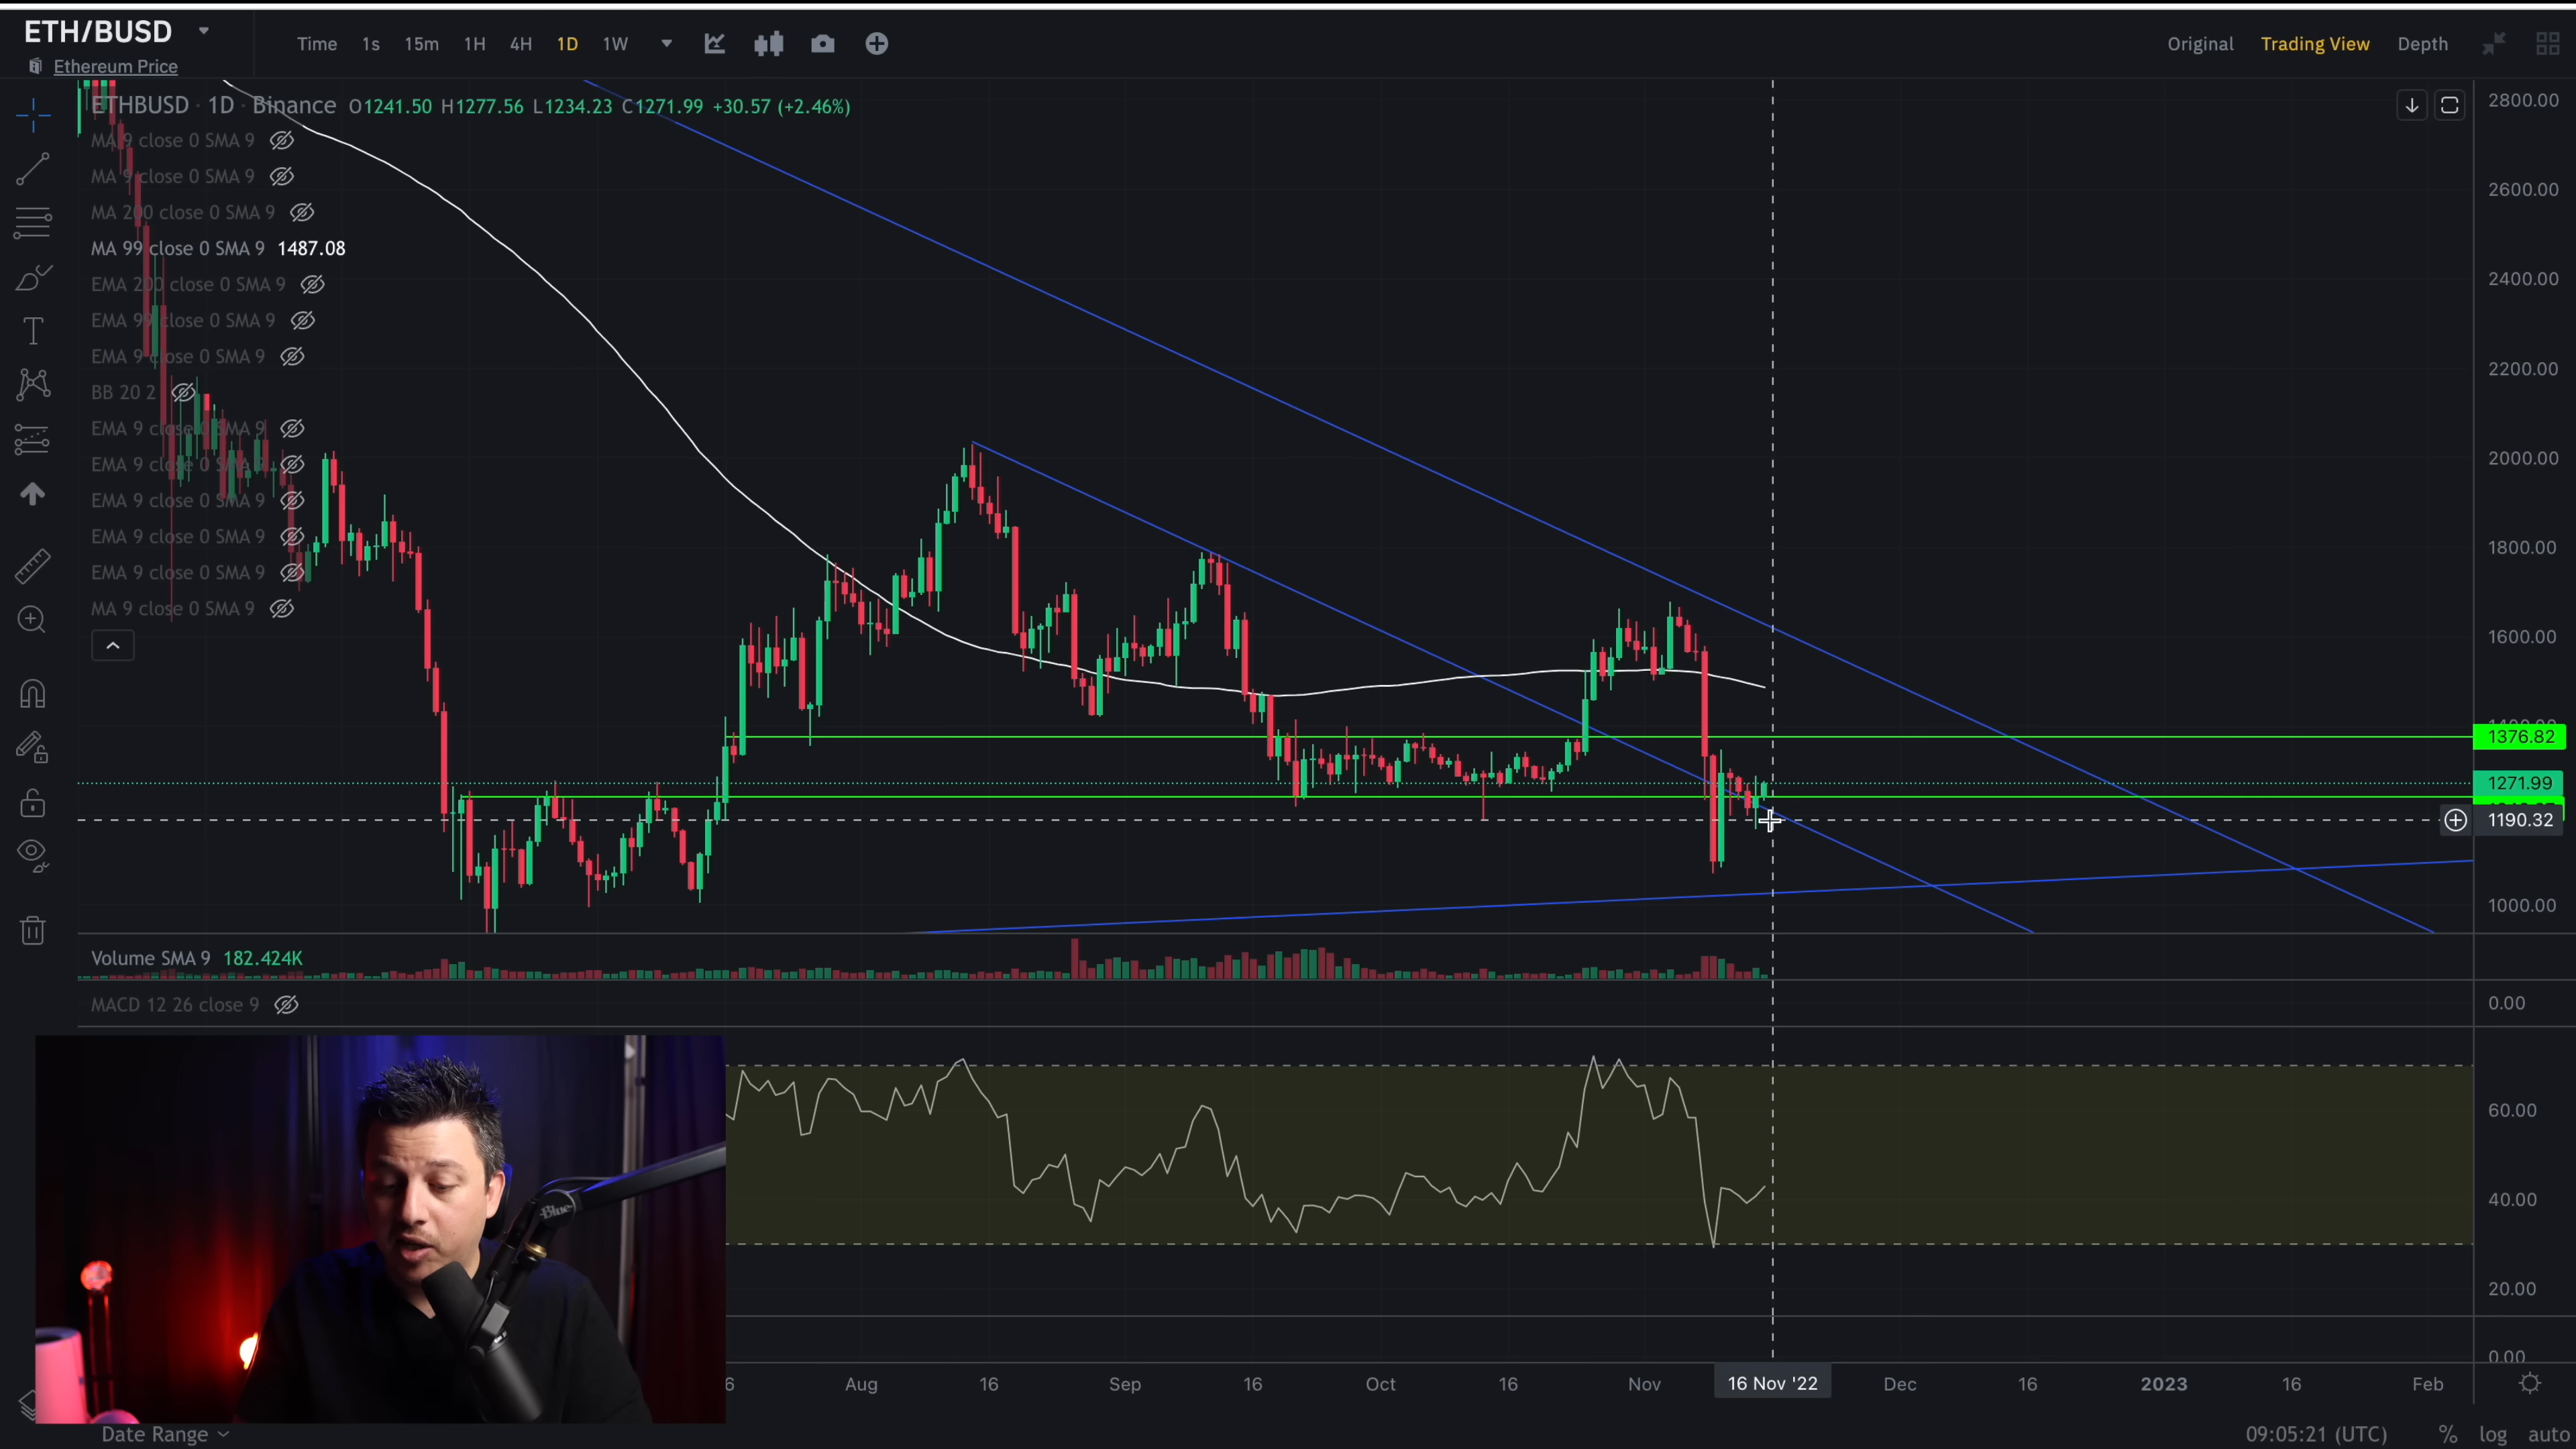 ETH/BUSD
Ethereum Price
Time 1s 15m 1H 4H 1D 1W
Original Trading View Depth
ETHBUSD · 1D · Binance O1241.50 H1277.56 L1234.23 C1271.99 +30.57 (+2.46%)
MA 9 close 0 SMA 9
MA 9 close 0 SMA 9
MA 200 close 0 SMA 9
MA 99 close 0 SMA 9 1487.08
EMA 200 close 0 SMA 9
EMA 99 close 0 SMA 9
EMA 9 close 0 SMA 9
BB 20 2
EMA 9 close 0 SMA 9
EMA 9 close 0 SMA 9
EMA 9 close 0 SMA 9
EMA 9 close 0 SMA 9
EMA 9 close 0 SMA 9
MA 9 close 0 SMA 9
2800.00
2600.00
2400.00
2200.00
2000.00
1800.00
1600.00
1376.82
1271.99
1190.32
1000.00
Volume SMA 9 182.424K
MACD 12 26 close 9
0.00
60.00
40.00
20.00
0.00
Blue
6 Aug 16 Sep 16 Oct 16 Nov 16 Nov '22 Dec 16 2023 16 Feb
Date Range
09:05:21 (UTC) % log auto